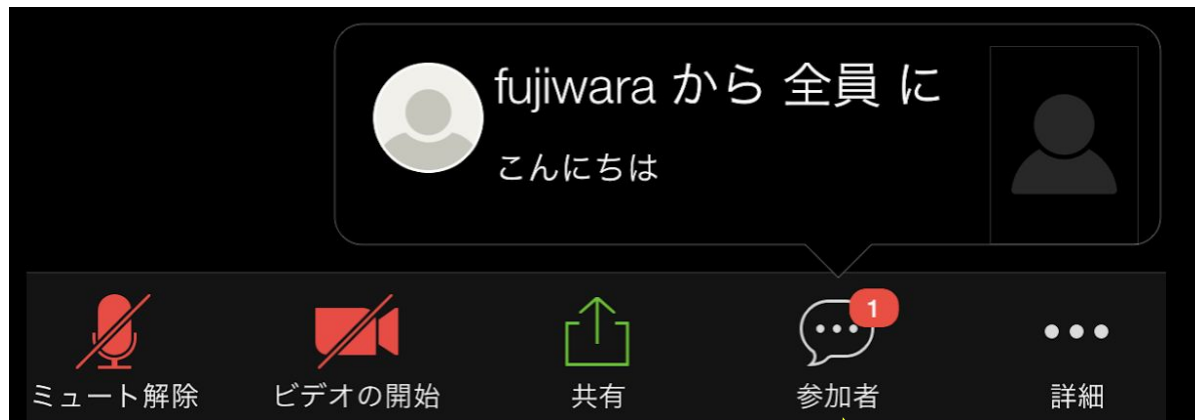 fujiwara から 全員 に
こんにちは
1
ミュート解除
ビデオの開始
共有
参加者
詳細